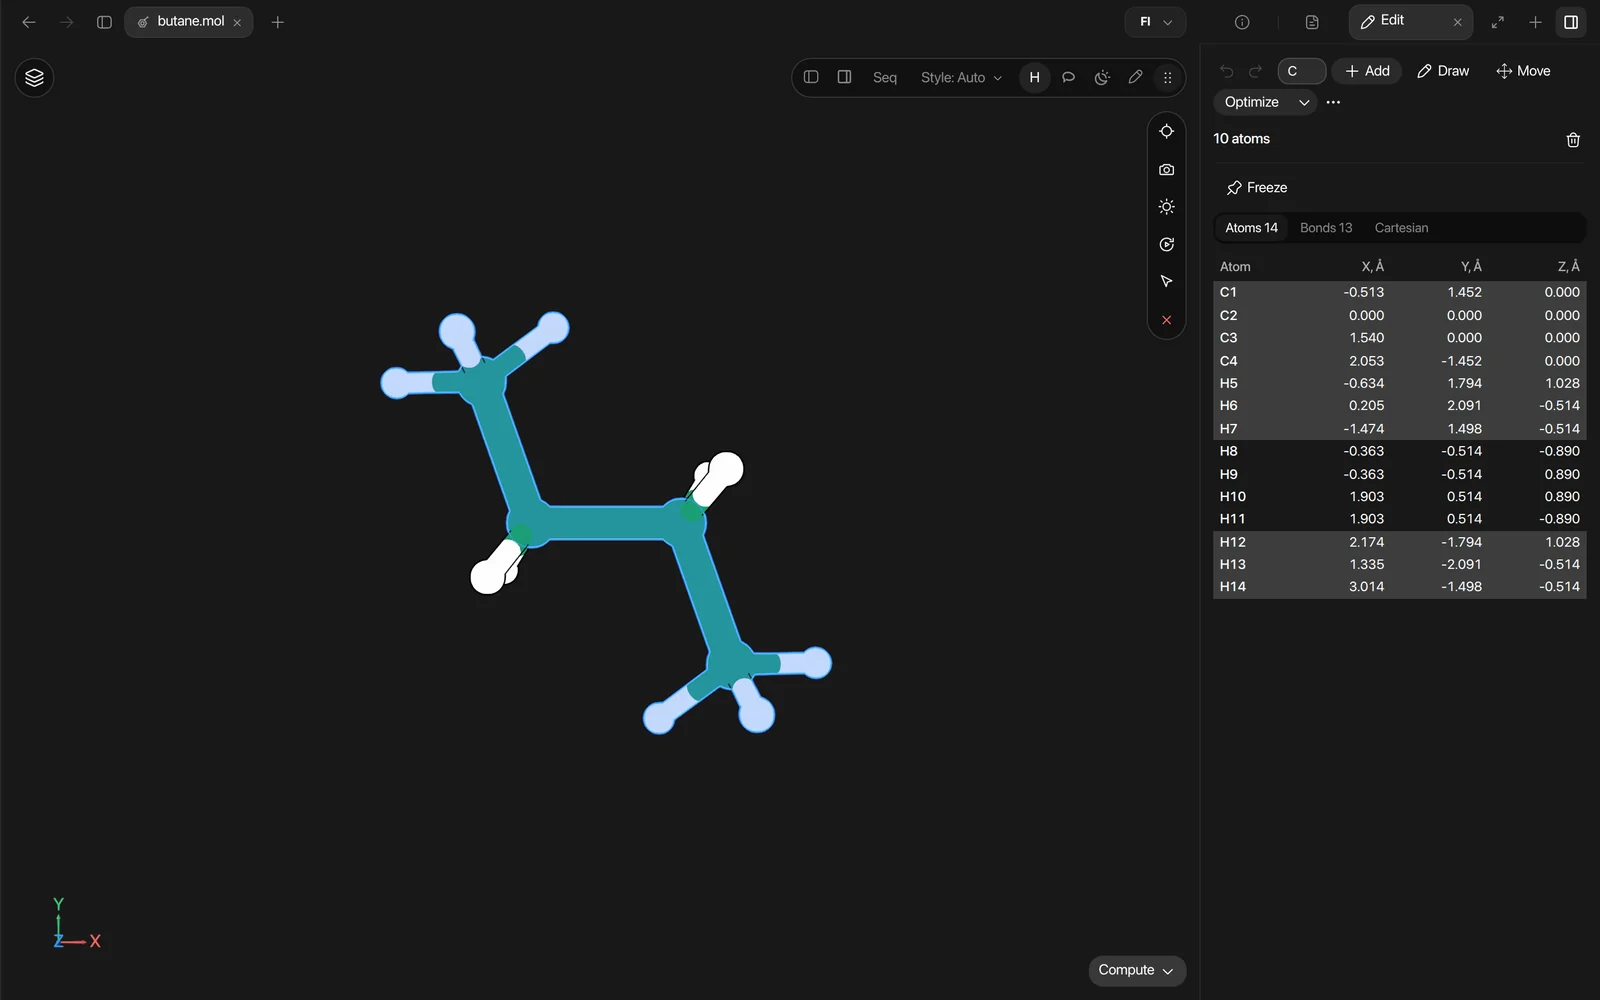 butane.mol
FI
Edit
Seq
Style: Auto
H
C
Add
Draw
Move
Optimize
10 atoms
Freeze
Atoms 14
Bonds 13
Cartesian
Atom X, Å Y, Å Z, Å
C1 -0.513 1.452 0.000
C2 0.000 0.000 0.000
C3 1.540 0.000 0.000
C4 2.053 -1.452 0.000
H5 -0.634 1.794 1.028
H6 0.205 2.091 -0.514
H7 -1.474 1.498 -0.514
H8 -0.363 -0.514 -0.890
H9 -0.363 -0.514 0.890
H10 1.903 0.514 0.890
H11 1.903 0.514 -0.890
H12 2.174 -1.794 1.028
H13 1.335 -2.091 -0.514
H14 3.014 -1.498 -0.514
Y
Z
X
Compute